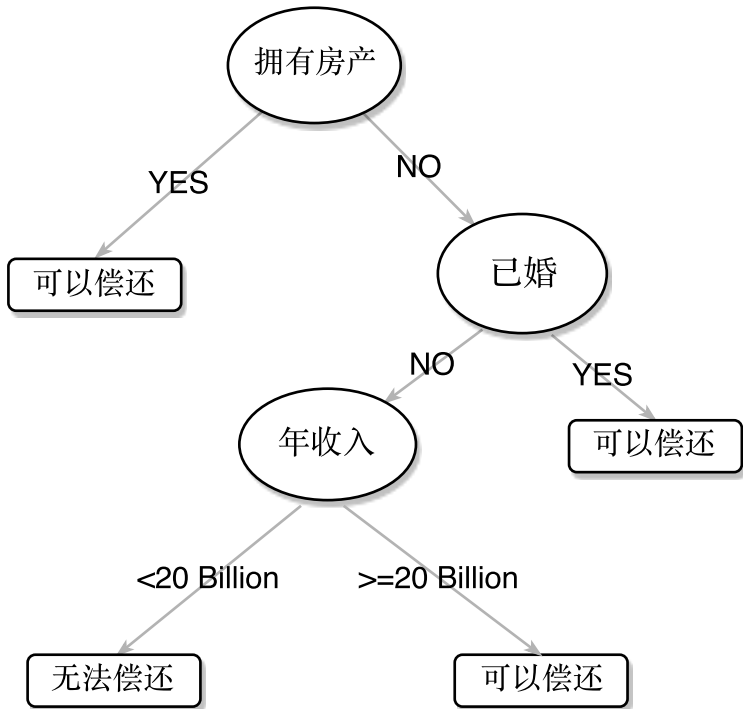 拥有房产
YES
NO
可以偿还
已婚
NO
YES
年收入
可以偿还
<20 Billion
>=20 Billion
无法偿还
可以偿还